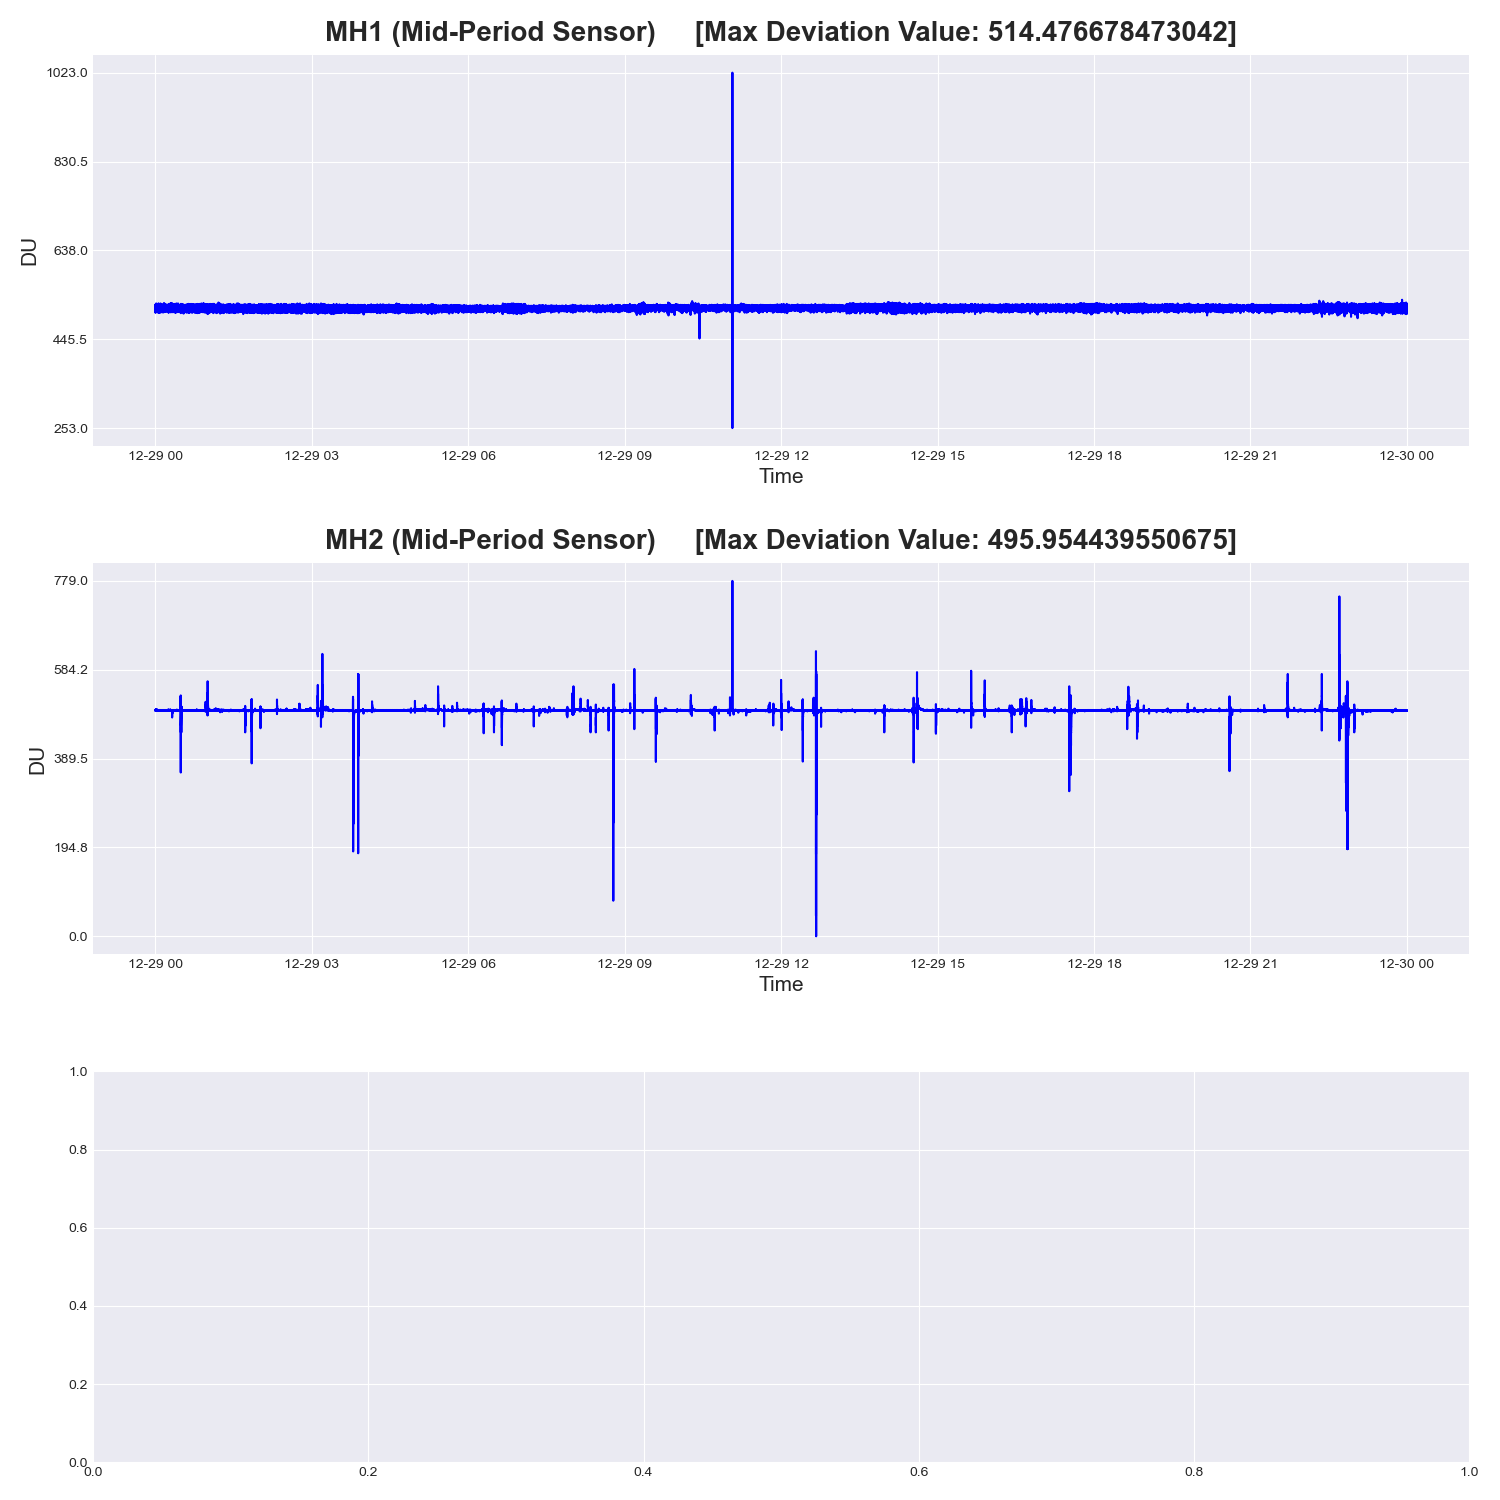 MH1 (Mid-Period Sensor) [Max Deviation Value: 514.476678473042]
1023.0
830.5
638.0
445.5
253.0
DU
12-29 00 12-29 03 12-29 06 12-29 09 12-29 12 12-29 15 12-29 18 12-29 21 12-30 00
Time
MH2 (Mid-Period Sensor) [Max Deviation Value: 495.954439550675]
779.0
584.2
389.5
194.8
0.0
DU
12-29 00 12-29 03 12-29 06 12-29 09 12-29 12 12-29 15 12-29 18 12-29 21 12-30 00
Time
1.0
0.8
0.6
0.4
0.2
0.0
0.0 0.2 0.4 0.6 0.8 1.0